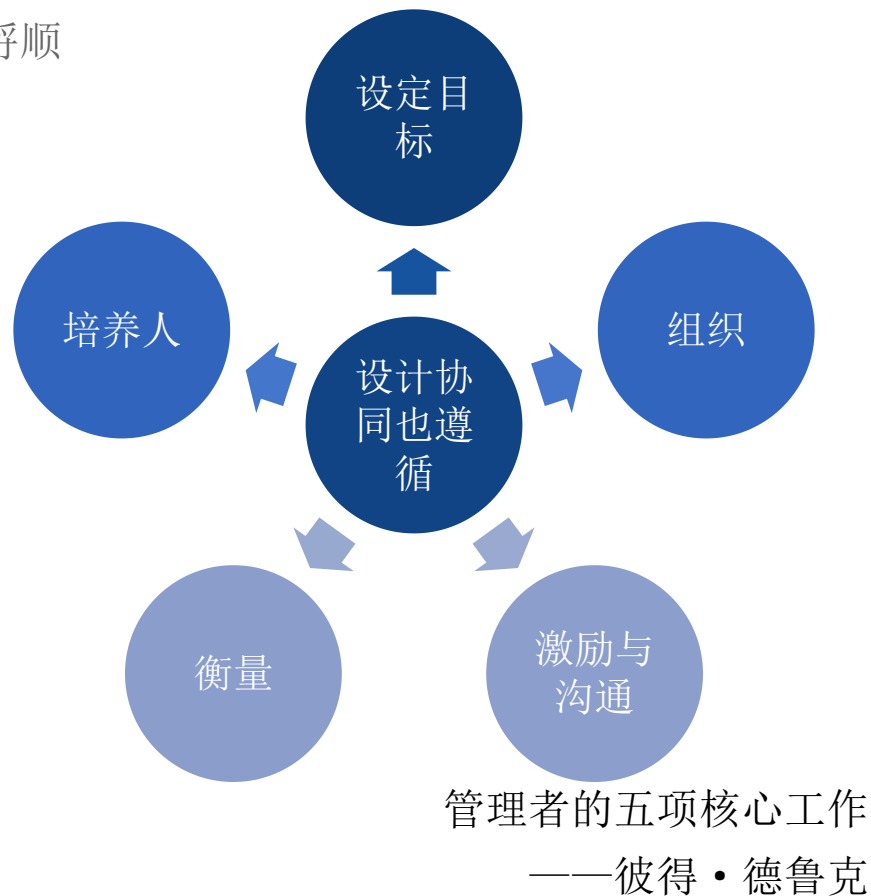 孚顺
设定目
标
培养人
组织
设计协
同也遵
循
衡量
激励与
沟通
管理者的五项核心工作
——彼得•德鲁克